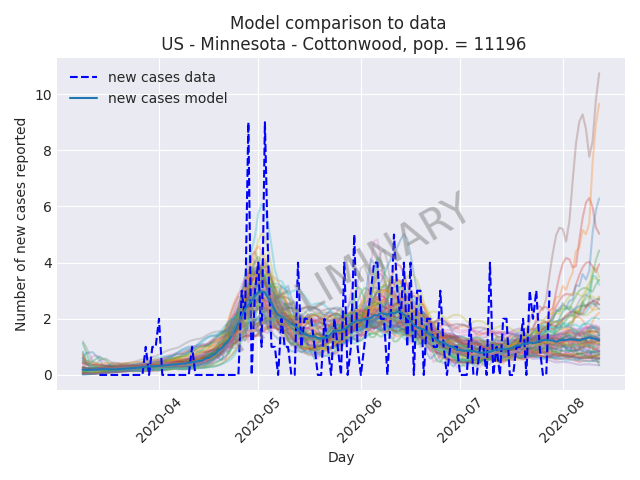 Model comparison to data
US - Minnesota - Cottonwood, pop. = 11196
new cases data
new cases model
Number of new cases reported
10
8
6
4
2
0
2020-04
2020-05
2020-06
2020-07
2020-08
Day